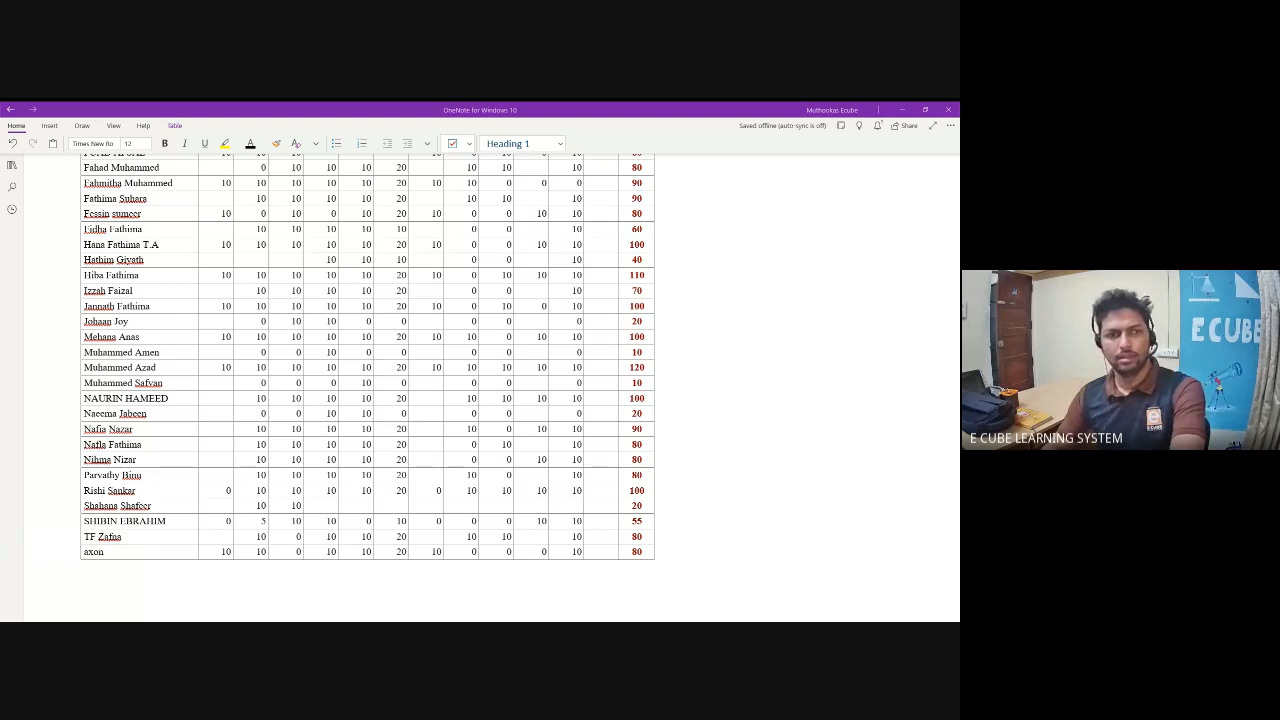 OneNote for Windows 10
Muthookas Ecube
Home Insert Draw View Help Table
Saved offline (auto-sync is off) Share
Times New Ro 12 B I U A Heading 1
Fahad Muhammed 0 10 10 10 20 10 10 10 80
Fahmitha Muhammed 10 10 10 10 10 20 10 10 0 0 10 90
Fathima Suhara 10 10 10 10 20 10 10 10 90
Fessin sumeer 10 0 10 0 10 20 10 0 0 10 10 80
Fidha Fathima 10 10 10 10 10 0 0 10 60
Hana Fathima T.A 10 10 10 10 10 20 10 0 0 10 10 100
Hathim Giyath 10 10 10 0 0 10 40
Hiba Fathima 10 10 10 10 10 20 10 0 10 10 10 110
Izzah Faizal 10 10 10 10 20 0 0 10 70
Jannath Fathima 10 10 10 10 10 20 10 0 10 0 10 100
Johaan Joy 0 10 10 0 0 0 0 0 20
Mehana Anas 10 10 10 10 10 20 10 10 0 10 10 100
Muhammed Amen 0 0 10 0 0 0 0 0 10
Muhammed Azad 10 10 10 10 10 20 10 10 10 10 10 120
Muhammed Safvan 0 0 0 10 0 0 0 0 10
NAURIN HAMEED 10 10 10 10 20 10 10 10 10 100
Naeema Jabeen 0 0 10 10 0 0 0 0 20
Nafia Nazar 10 10 10 10 20 10 0 10 10 90
Nafla Fathima 10 10 10 10 20 0 10 10 80
Nihma Nizar 10 10 10 10 20 0 0 10 10 80
Parvathy Binu 10 10 10 10 20 10 0 10 80
Rishi Sankar 0 10 10 10 10 20 0 10 10 10 10 100
Shahana Shafeer 10 10 20
SHIBIN EBRAHIM 0 5 10 10 0 10 0 0 0 10 10 55
TF Zafna 10 0 10 10 20 10 10 10 80
axon 10 10 0 10 10 20 10 0 0 0 10 80
E CUBE
E CUBE
E CUBE LEARNING SYSTEM